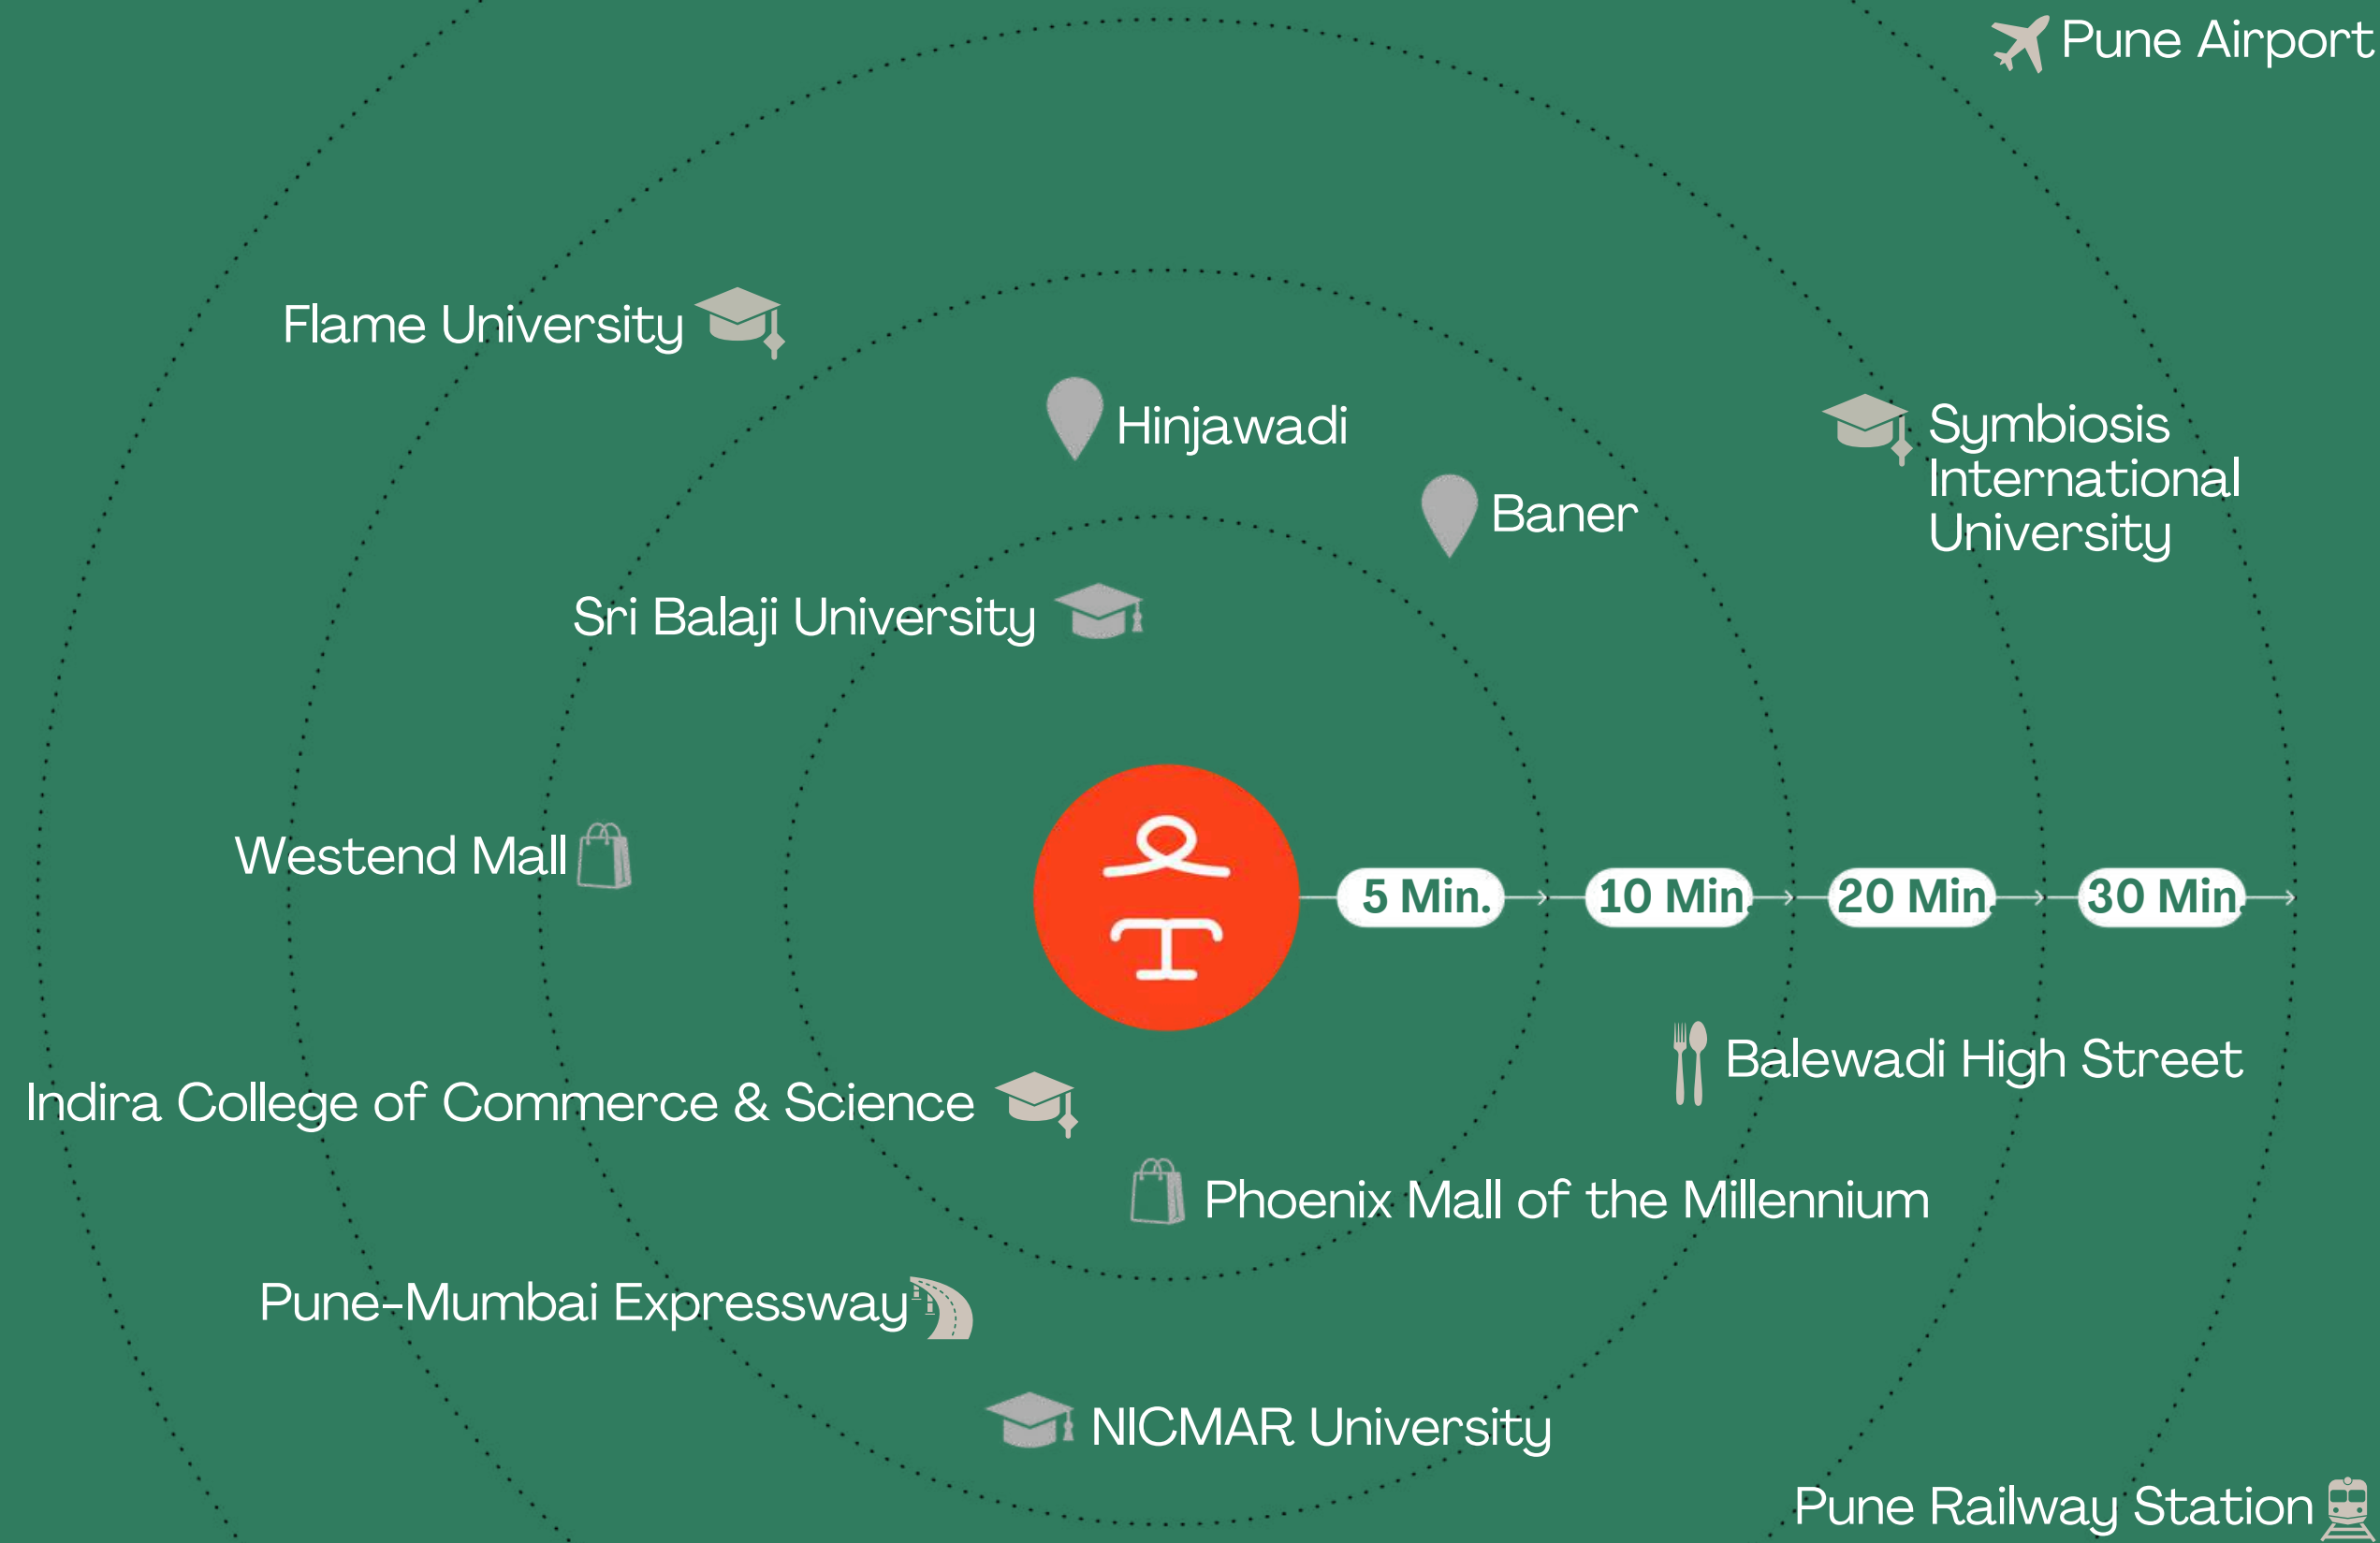 Pune Airport
Flame University
Hinjawadi
Symbiosis
International
University
Baner
Sri Balaji University
Westend Mall
5 Min.
10 Min.
20 Min.
30 Min.
Balewadi High Street
Indira College of Commerce & Science
Phoenix Mall of the Millennium
Pune-Mumbai Expressway
NICMAR University
Pune Railway Station